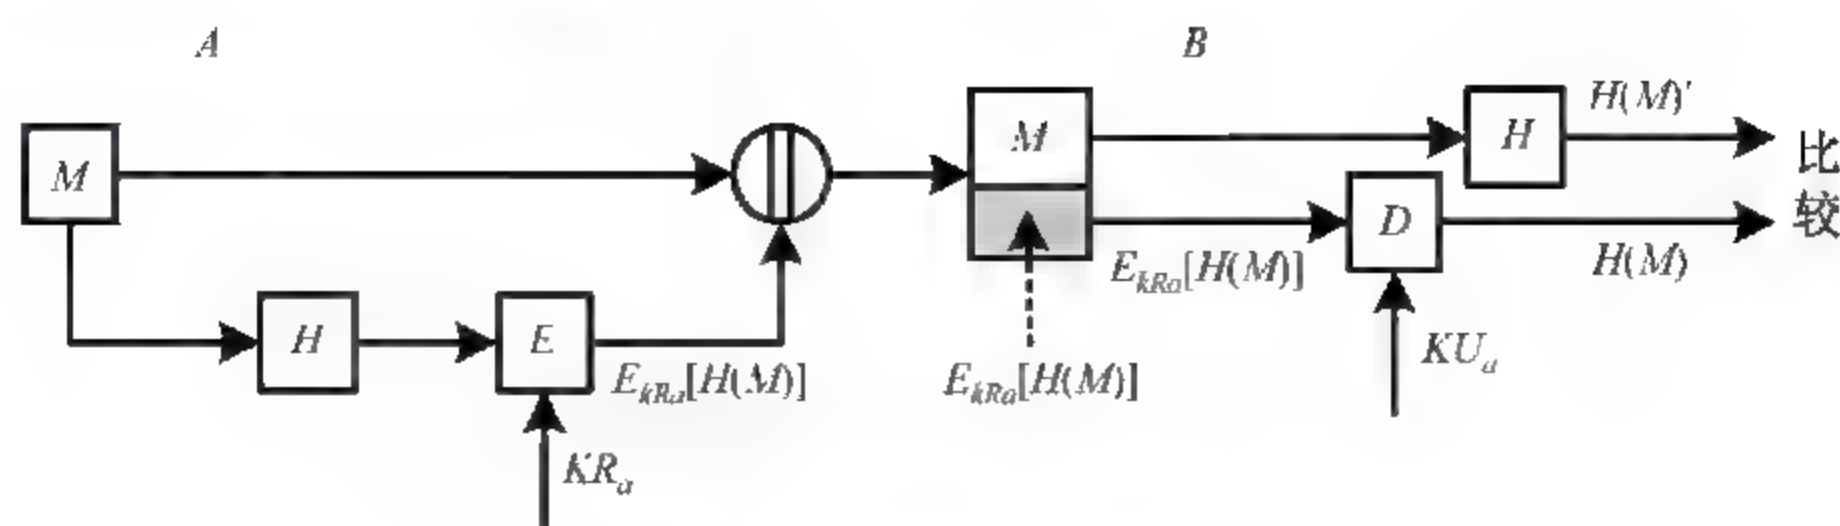 A
B
M
H
E
E_{kRa}[H(M)]
KR_a
M
E_{kRa}[H(M)]
E_{kRa}[H(M)]
H
H(M)'
D
H(M)
KU_a
比
较